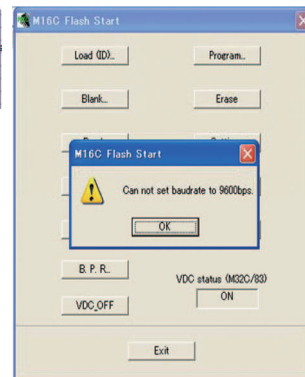 M16C Flash Start
Load (ID)...
Program...
Blank...
Erase
M16C Flash Start
Can not set baudrate to 9600bps.
OK
B. P. R...
VDC status (M32C/83)
VDC_OFF
ON
Exit